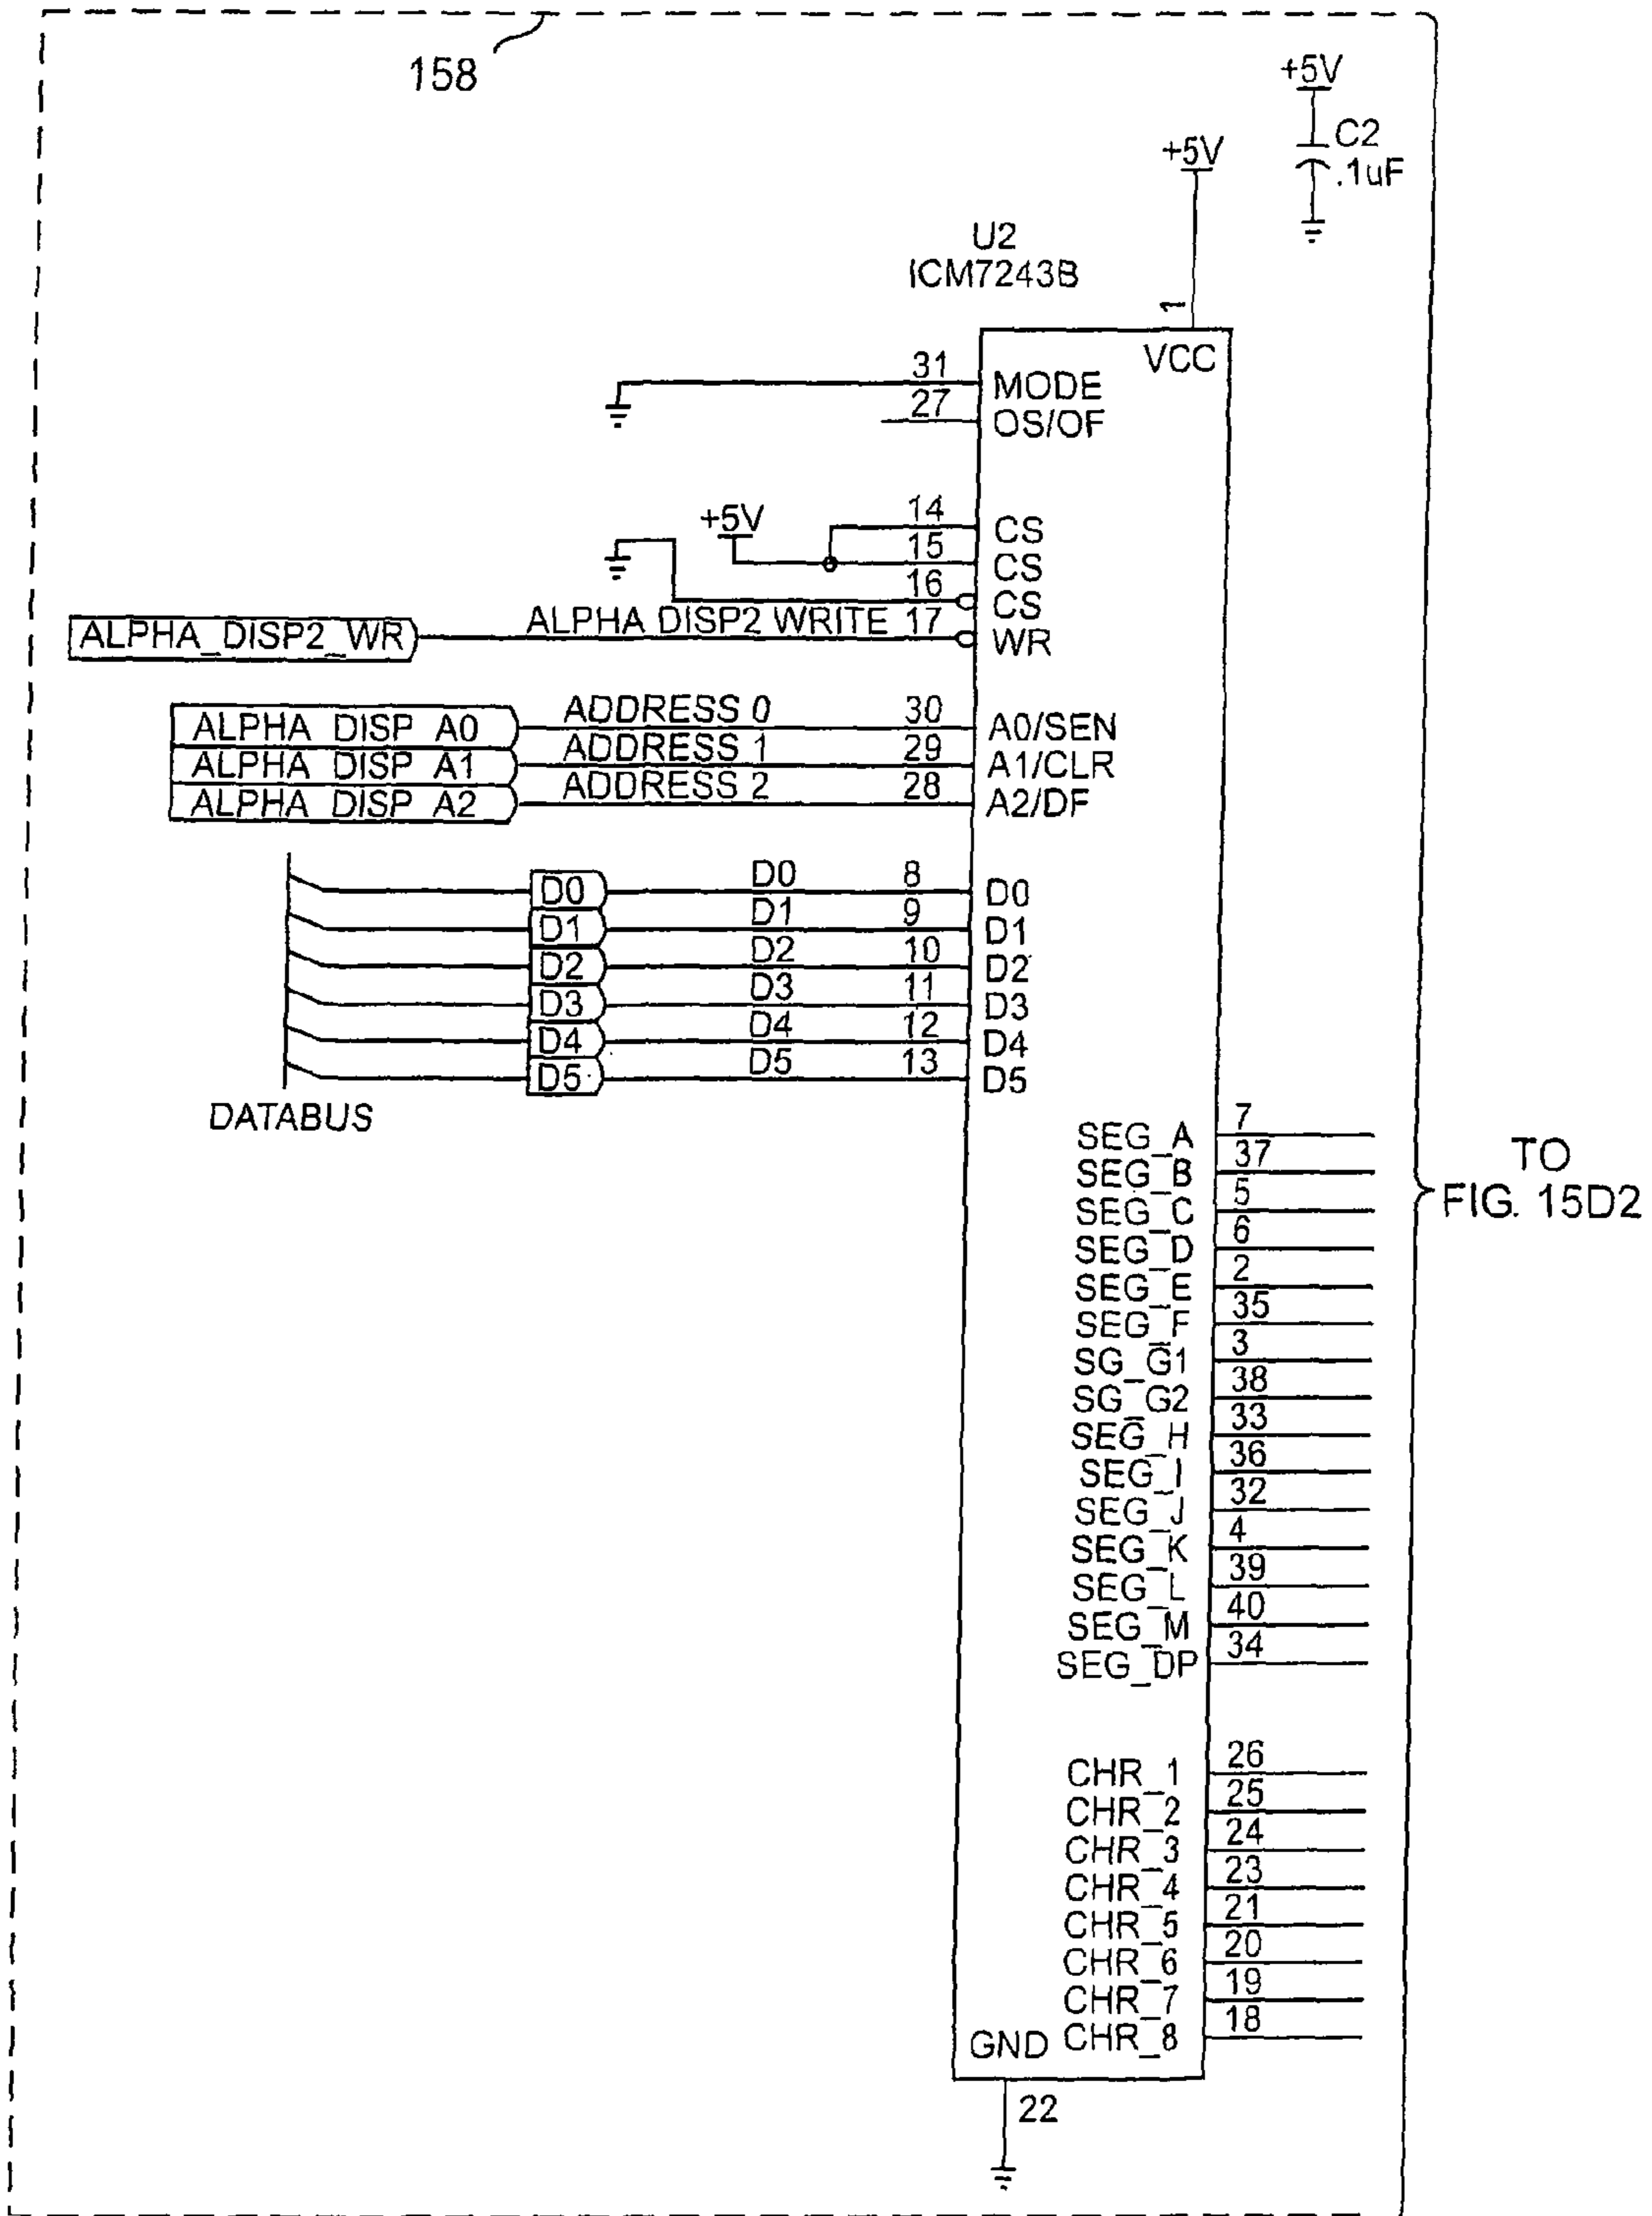 158
+5V
C2
.1uF
+5V
U2
ICM7243B
1
VCC
31
MODE
27
OS/OF
14
CS
+5V
15
CS
16
CS
ALPHA_DISP2_WR
ALPHA DISP2 WRITE
17
WR
ALPHA DISP A0
ADDRESS 0
30
A0/SEN
ALPHA DISP A1
ADDRESS 1
29
A1/CLR
ALPHA DISP A2
ADDRESS 2
28
A2/DF
D0
D0
8
D0
D1
D1
9
D1
D2
D2
10
D2
D3
D3
11
D3
D4
D4
12
D4
D5
D5
13
D5
DATABUS
SEG_A
7
SEG_B
37
SEG_C
5
SEG_D
6
SEG_E
2
SEG_F
35
SG_G1
3
SG_G2
38
SEG_H
33
SEG_I
36
SEG_J
32
SEG_K
4
SEG_L
39
SEG_M
40
SEG_DP
34
TO
FIG. 15D2
CHR_1
26
CHR_2
25
CHR_3
24
CHR_4
23
CHR_5
21
CHR_6
20
CHR_7
19
CHR_8
18
GND
22